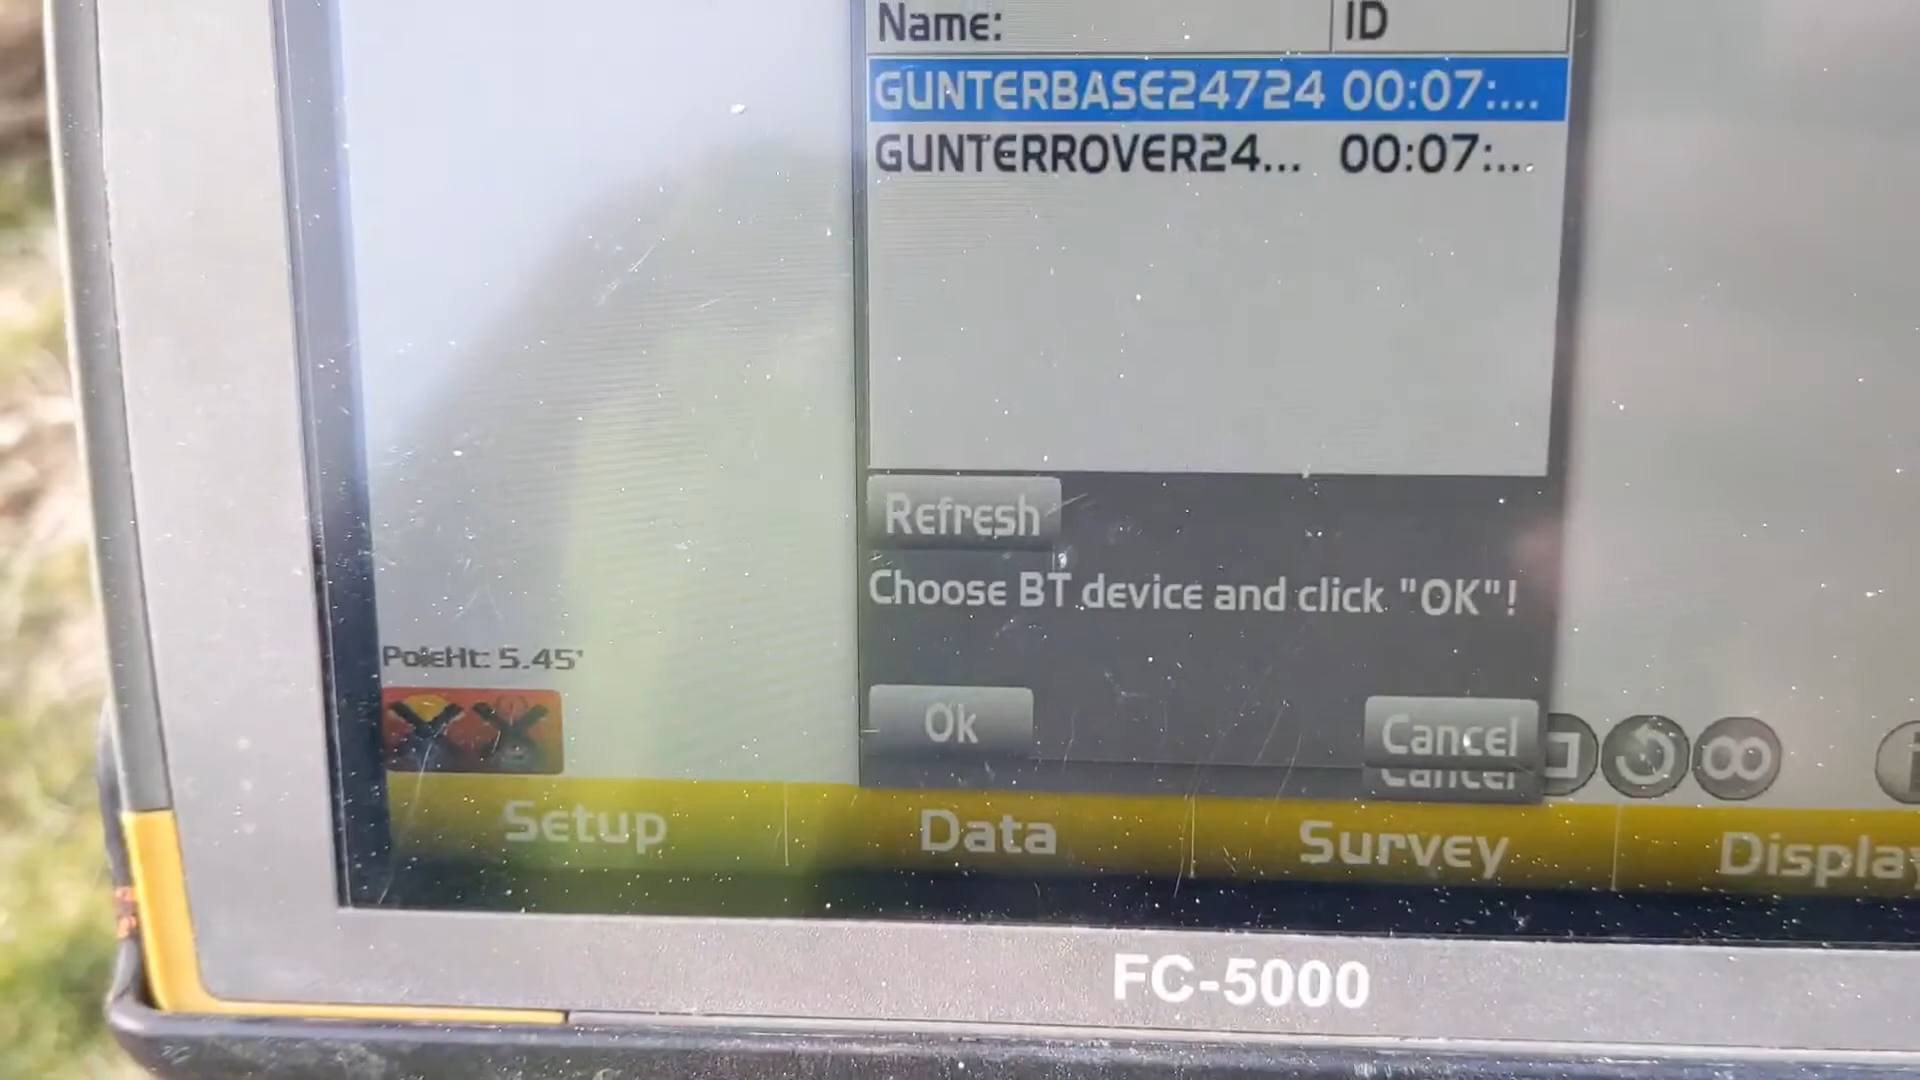 Name: ID
GUNTERBASE24724 00:07:...
GUNTERROVER24... 00:07:...
Refresh
Choose BT device and click "OK"!
PoleHt: 5.45'
Ok Cancel
Cancel
Setup Data Survey Display
FC-5000